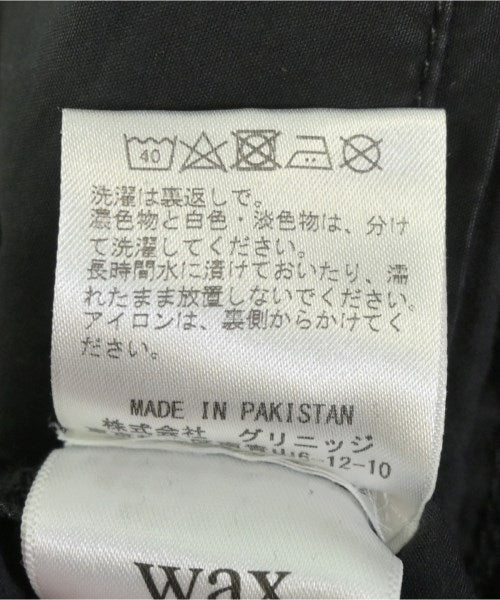 40
洗濯は裏返しで。
濃色物と白色・淡色物は、分け
て洗濯してください。
長時間水に漬けておいたり、濡
れたまま放置しないでください。
アイロンは、裏側からかけてく
ださい。
MADE IN PAKISTAN
株式会社 グリニッジ
6-12-10
wax